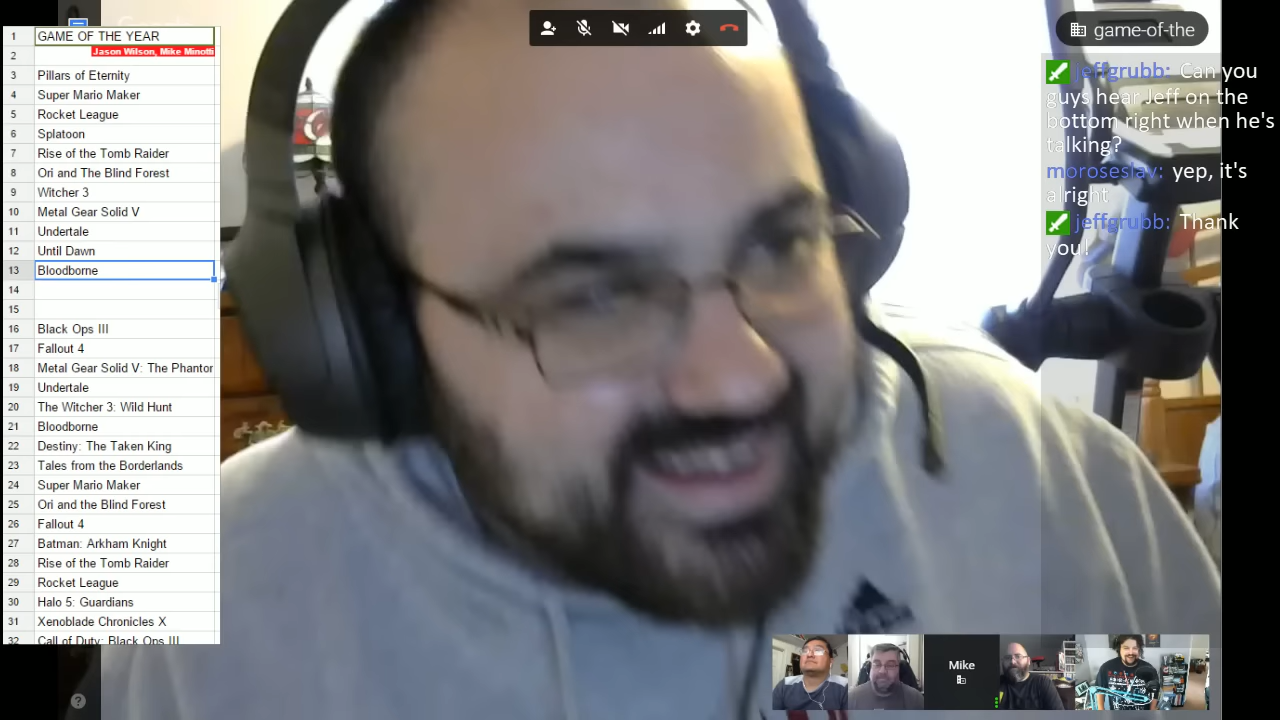 1 GAME OF THE YEAR
2 Jason Wilson, Mike Minotti
3 Pillars of Eternity
4 Super Mario Maker
5 Rocket League
6 Splatoon
7 Rise of the Tomb Raider
8 Ori and The Blind Forest
9 Witcher 3
10 Metal Gear Solid V
11 Undertale
12 Until Dawn
13 Bloodborne
14
15
16 Black Ops III
17 Fallout 4
18 Metal Gear Solid V: The Phantor
19 Undertale
20 The Witcher 3: Wild Hunt
21 Bloodborne
22 Destiny: The Taken King
23 Tales from the Borderlands
24 Super Mario Maker
25 Ori and the Blind Forest
26 Fallout 4
27 Batman: Arkham Knight
28 Rise of the Tomb Raider
29 Rocket League
30 Halo 5: Guardians
31 Xenoblade Chronicles X
32 Call of Duty: Black Ops III
?
game-of-the
jeffgrubb: Can you
guys hear Jeff on the
bottom right when he's
talking?
moroseslav: yep, it's
alright
jeffgrubb: Thank
you!
Mike